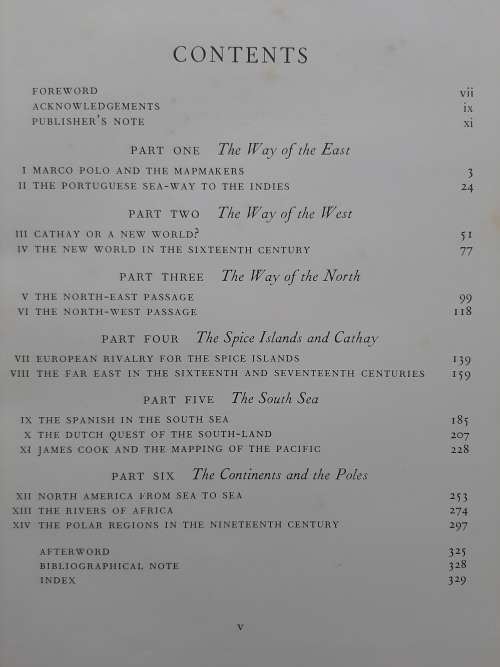 CONTENTS
FOREWORD vii
ACKNOWLEDGEMENTS ix
PUBLISHER'S NOTE xi
PART ONE The Way of the East
I MARCO POLO AND THE MAPMAKERS 3
II THE PORTUGUESE SEA-WAY TO THE INDIES 24
PART TWO The Way of the West
III CATHAY OR A NEW WORLD? 51
IV THE NEW WORLD IN THE SIXTEENTH CENTURY 77
PART THREE The Way of the North
V THE NORTH-EAST PASSAGE 99
VI THE NORTH-WEST PASSAGE 118
PART FOUR The Spice Islands and Cathay
VII EUROPEAN RIVALRY FOR THE SPICE ISLANDS 139
VIII THE FAR EAST IN THE SIXTEENTH AND SEVENTEENTH CENTURIES 159
PART FIVE The South Sea
IX THE SPANISH IN THE SOUTH SEA 185
X THE DUTCH QUEST OF THE SOUTH-LAND 207
XI JAMES COOK AND THE MAPPING OF THE PACIFIC 228
PART SIX The Continents and the Poles
XII NORTH AMERICA FROM SEA TO SEA 253
XIII THE RIVERS OF AFRICA 274
XIV THE POLAR REGIONS IN THE NINETEENTH CENTURY 297
AFTERWORD 325
BIBLIOGRAPHICAL NOTE 328
INDEX 329
v